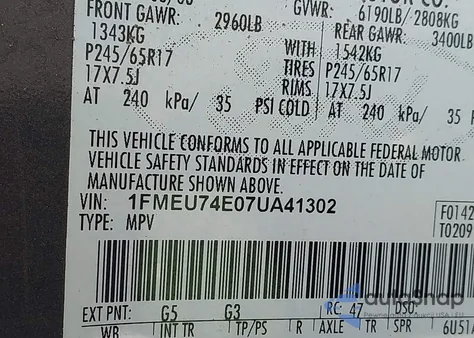 GVWR: 6190LB/ 2808KG
FRONT GAWR: 2960LB REAR GAWR: 3400LB
1343KG WITH 1542KG
P245/65R17 TIRES P245/65R17
17X7.5J RIMS 17X7.5J
AT 240 kPa/ 35 PSI COLD AT 240 kPa/ 35
THIS VEHICLE CONFORMS TO ALL APPLICABLE FEDERAL MOTOR
VEHICLE SAFETY STANDARDS IN EFFECT ON THE DATE OF
MANUFACTURE SHOWN ABOVE.
VIN: 1FMEU74E07UA41302
TYPE: MPV
F0142
T0209
EXT PNT: G5 G3 RC: 47 DSO:
WB INT TR TP/PS R AXLE TR SPR 6U51A
autoSnap